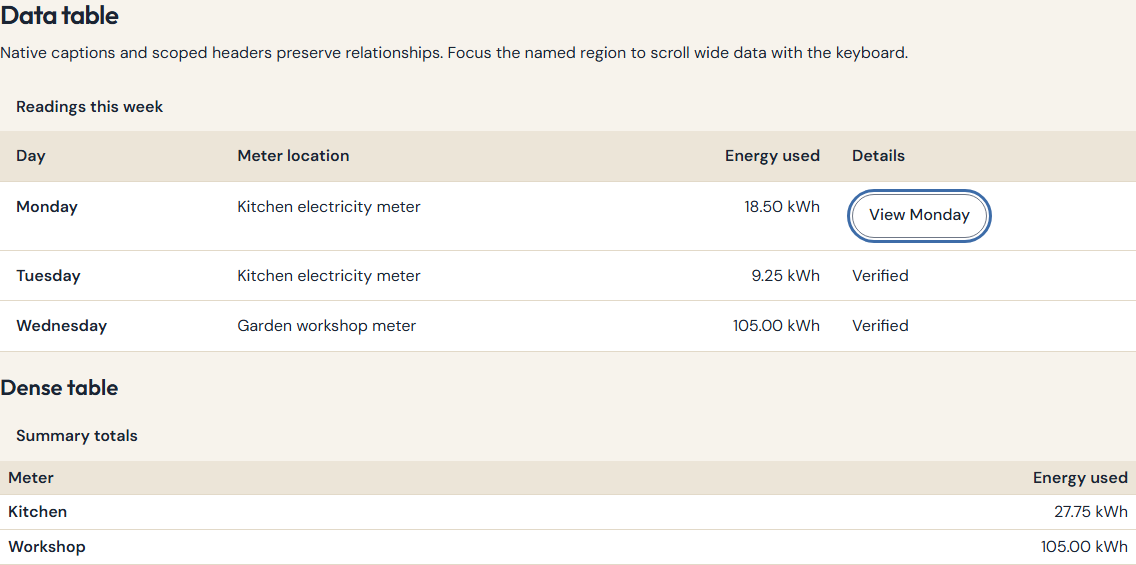 Data table
Native captions and scoped headers preserve relationships. Focus the named region to scroll wide data with the keyboard.
Readings this week
Day Meter location Energy used Details
Monday Kitchen electricity meter 18.50 kWh View Monday
Tuesday Kitchen electricity meter 9.25 kWh Verified
Wednesday Garden workshop meter 105.00 kWh Verified
Dense table
Summary totals
Meter Energy used
Kitchen 27.75 kWh
Workshop 105.00 kWh